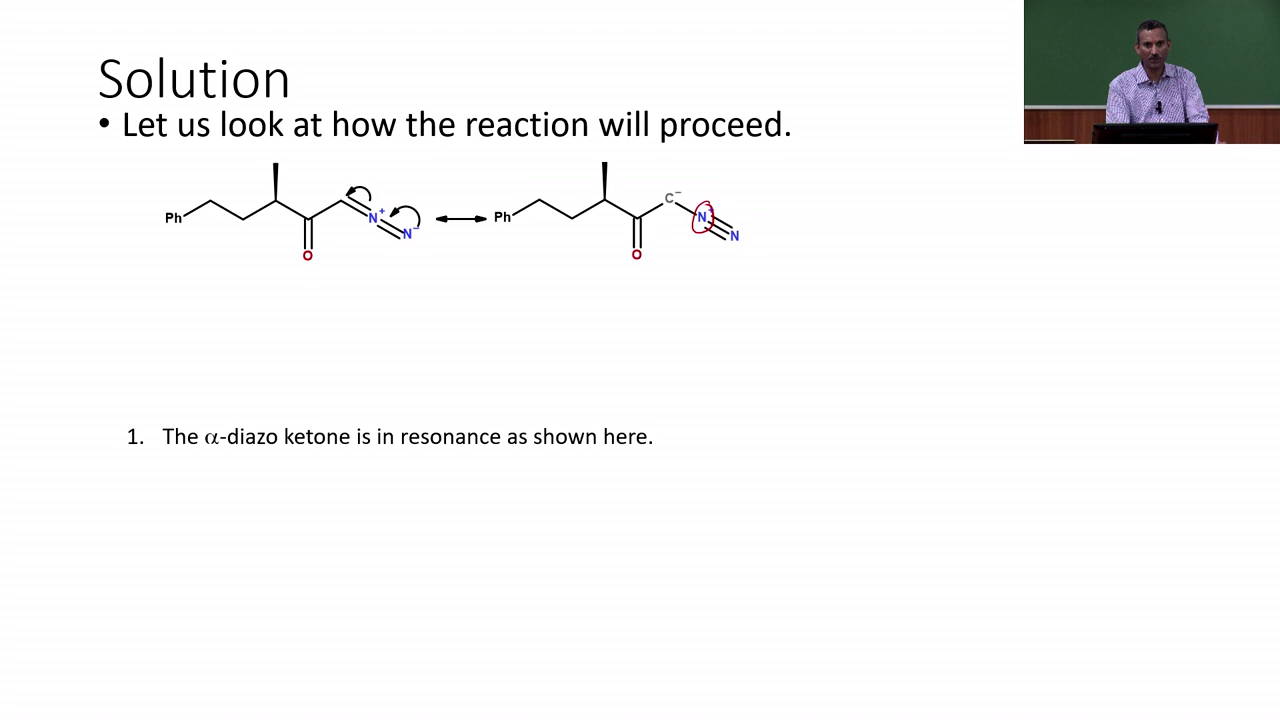 Solution
• Let us look at how the reaction will proceed.
Ph O N+ N− Ph O C− N+ N
1. The α-diazo ketone is in resonance as shown here.